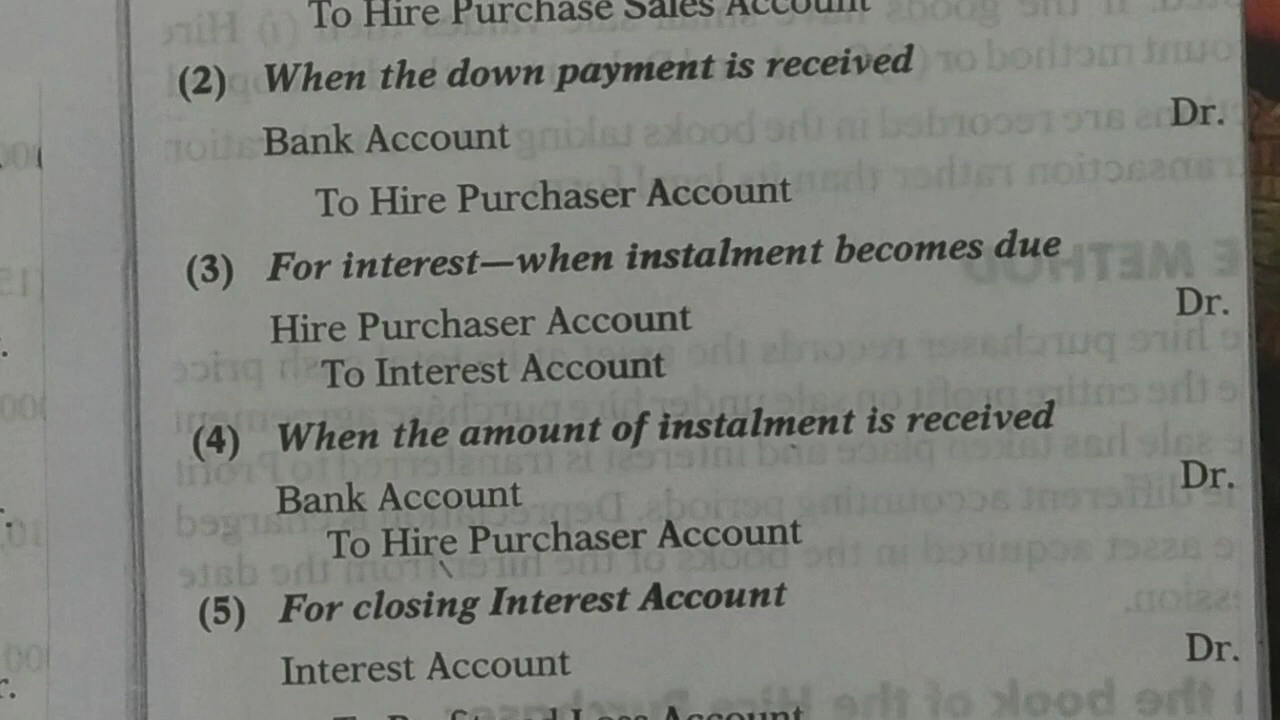 To Hire Purchase Sales Account
(2) When the down payment is received
Bank Account Dr.
To Hire Purchaser Account
(3) For interest—when instalment becomes due
Hire Purchaser Account Dr.
To Interest Account
(4) When the amount of instalment is received
Bank Account Dr.
To Hire Purchaser Account
(5) For closing Interest Account
Interest Account Dr.
To Account